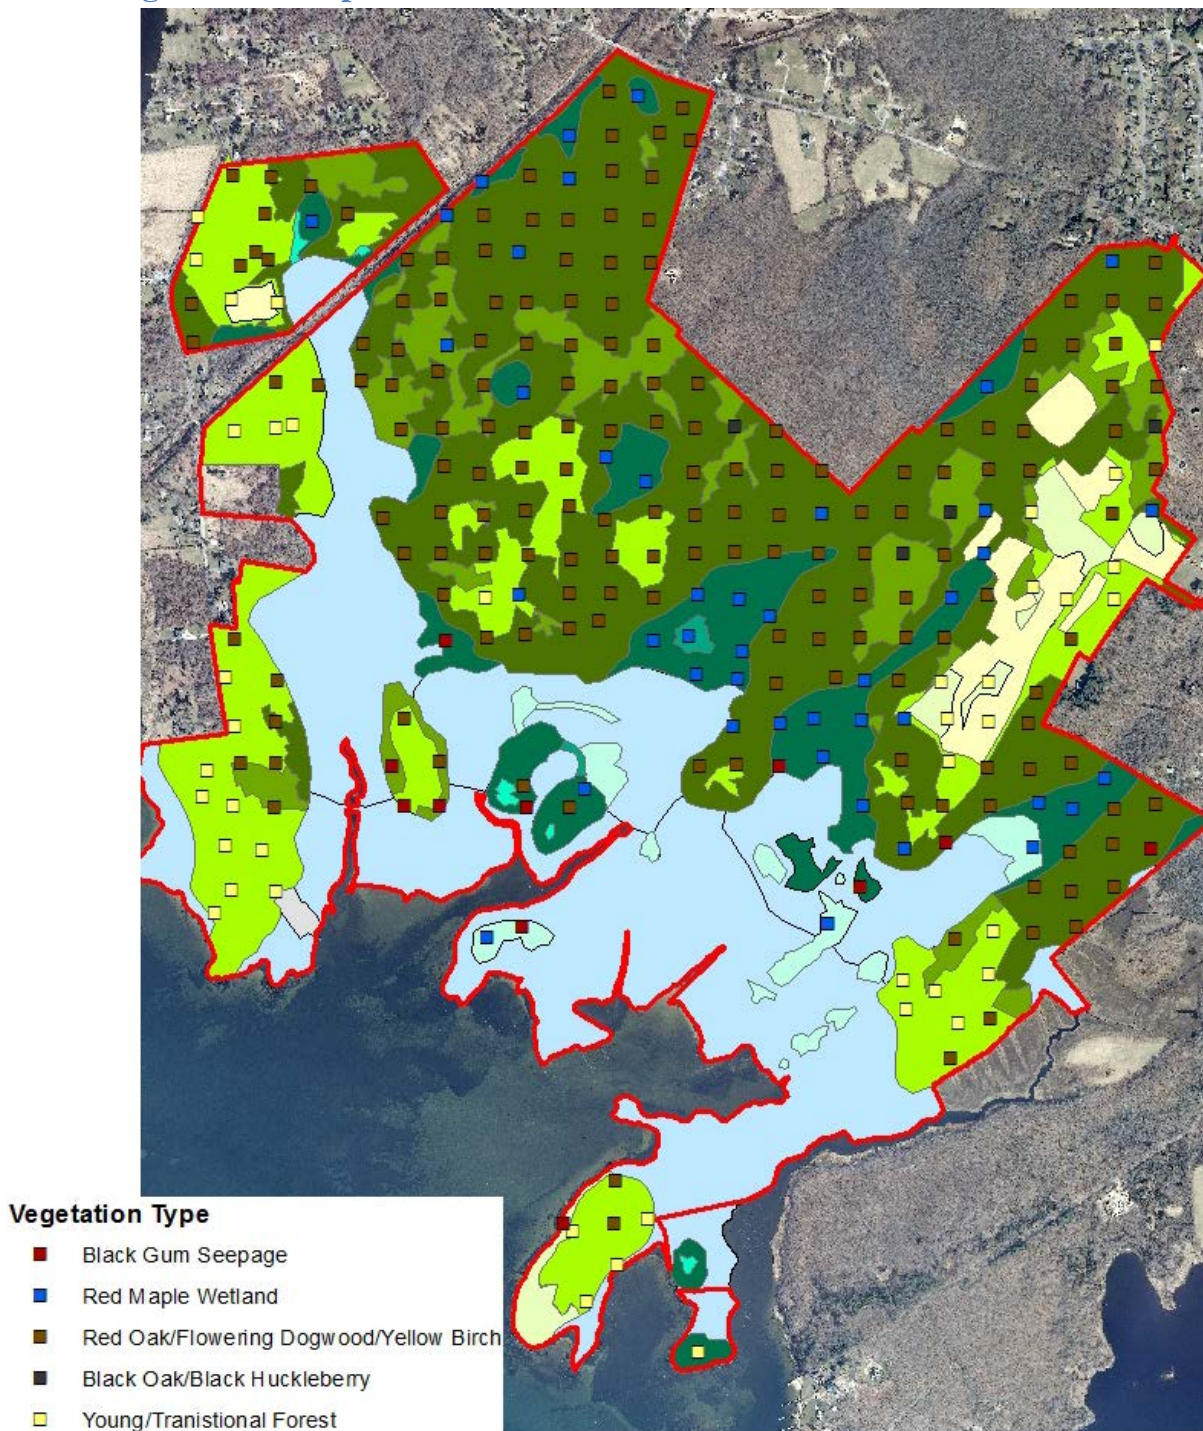 Vegetation Type
Black Gum Seepage
Red Maple Wetland
Red Oak/Flowering Dogwood/Yellow Birch
Black Oak/Black Huckleberry
Young/Tranistional Forest